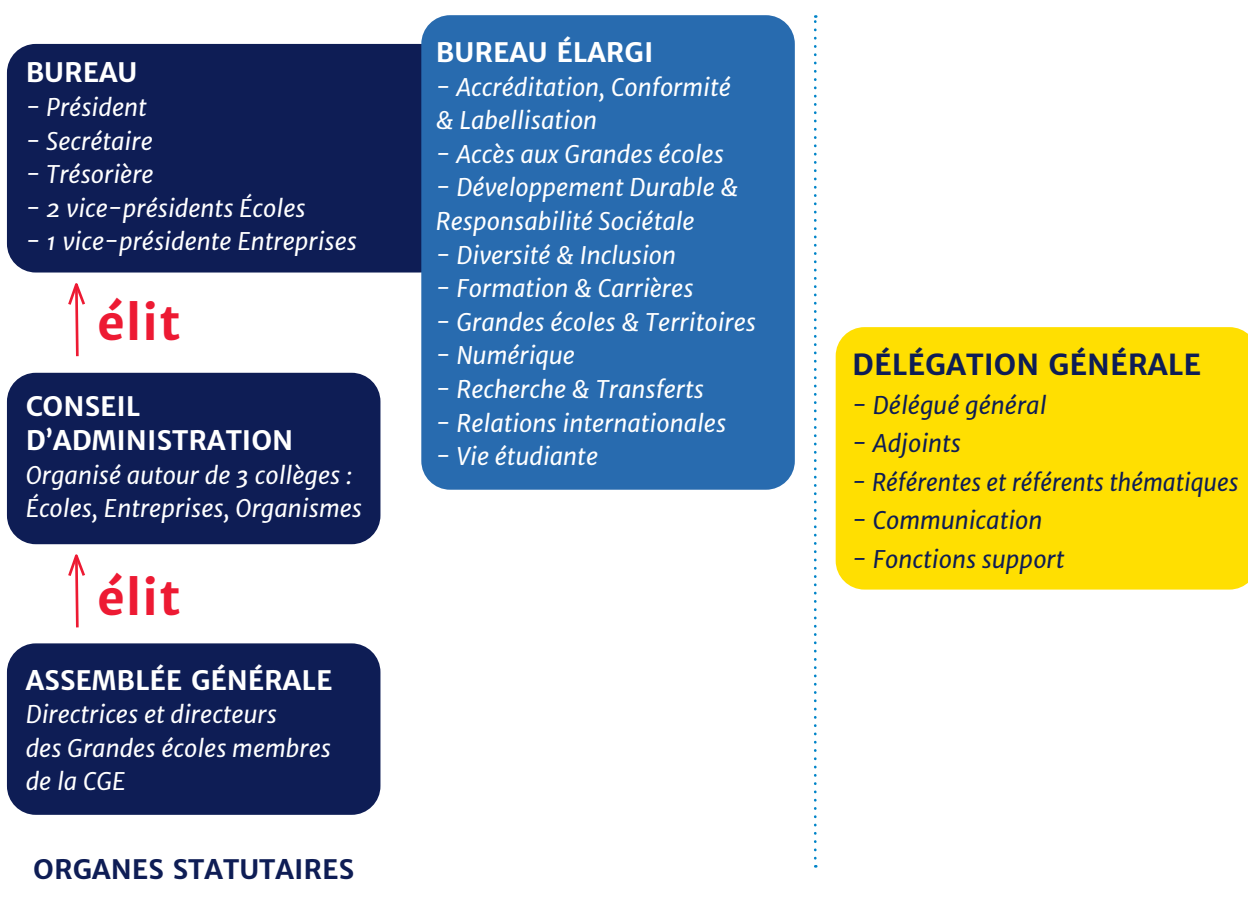 BUREAU
- Président
- Secrétaire
- Trésorière
- 2 vice-présidents Écoles
- 1 vice-présidente Entreprises
élit
CONSEIL
D'ADMINISTRATION
Organisé autour de 3 collèges :
Écoles, Entreprises, Organismes
élit
ASSEMBLÉE GÉNÉRALE
Directrices et directeurs
des Grandes écoles membres
de la CGE
ORGANES STATUTAIRES
BUREAU ÉLARGI
- Accréditation, Conformité
& Labellisation
- Accès aux Grandes écoles
- Développement Durable &
Responsabilité Sociétale
- Diversité & Inclusion
- Formation & Carrières
- Grandes écoles & Territoires
- Numérique
- Recherche & Transferts
- Relations internationales
- Vie étudiante
DÉLÉGATION GÉNÉRALE
- Délégué général
- Adjoints
- Référentes et référents thématiques
- Communication
- Fonctions support